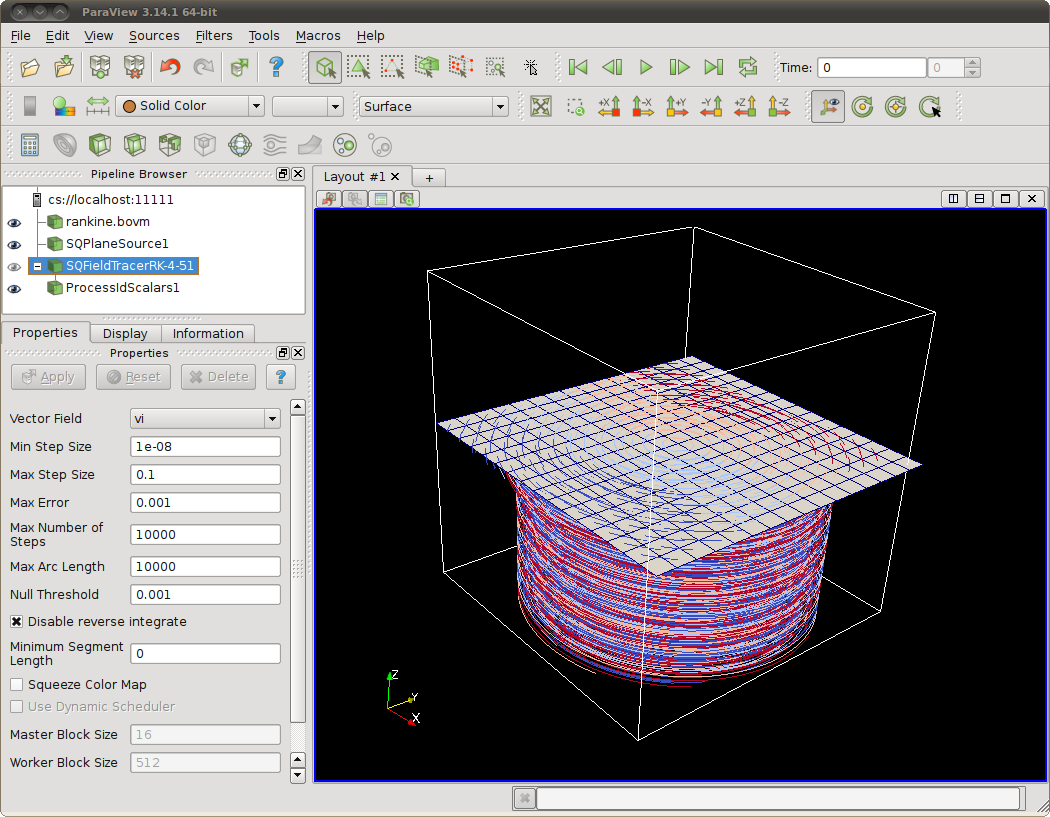 ParaView 3.14.1 64-bit
File Edit View Sources Filters Tools Macros Help
Time: 0 0
Solid Color Surface +X -X +Y -Y +Z -Z
Pipeline Browser
Layout #1
cs://localhost:11111
rankine.bovm
SQPlaneSource1
SQFieldTracerRK-4-51
ProcessIdScalars1
Properties Display Information
Properties
Apply Reset Delete ?
Vector Field vi
Min Step Size 1e-08
Max Step Size 0.1
Max Error 0.001
Max Number of
Steps 10000
Max Arc Length 10000
Null Threshold 0.001
Disable reverse integrate
Minimum Segment
Length 0
Squeeze Color Map
Use Dynamic Scheduler
Master Block Size 16
Worker Block Size 512
Z
Y
X